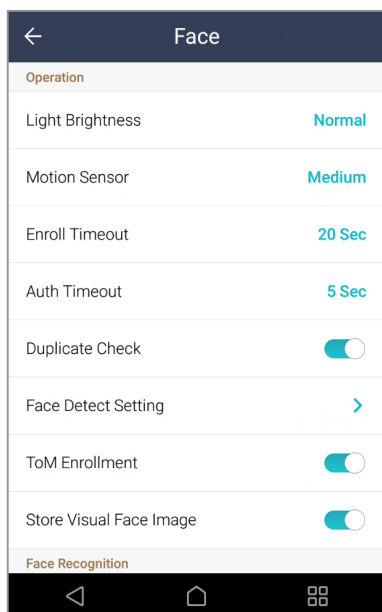 Face
Operation
Light Brightness Normal
Motion Sensor Medium
Enroll Timeout 20 Sec
Auth Timeout 5 Sec
Duplicate Check
Face Detect Setting
ToM Enrollment
Store Visual Face Image
Face Recognition